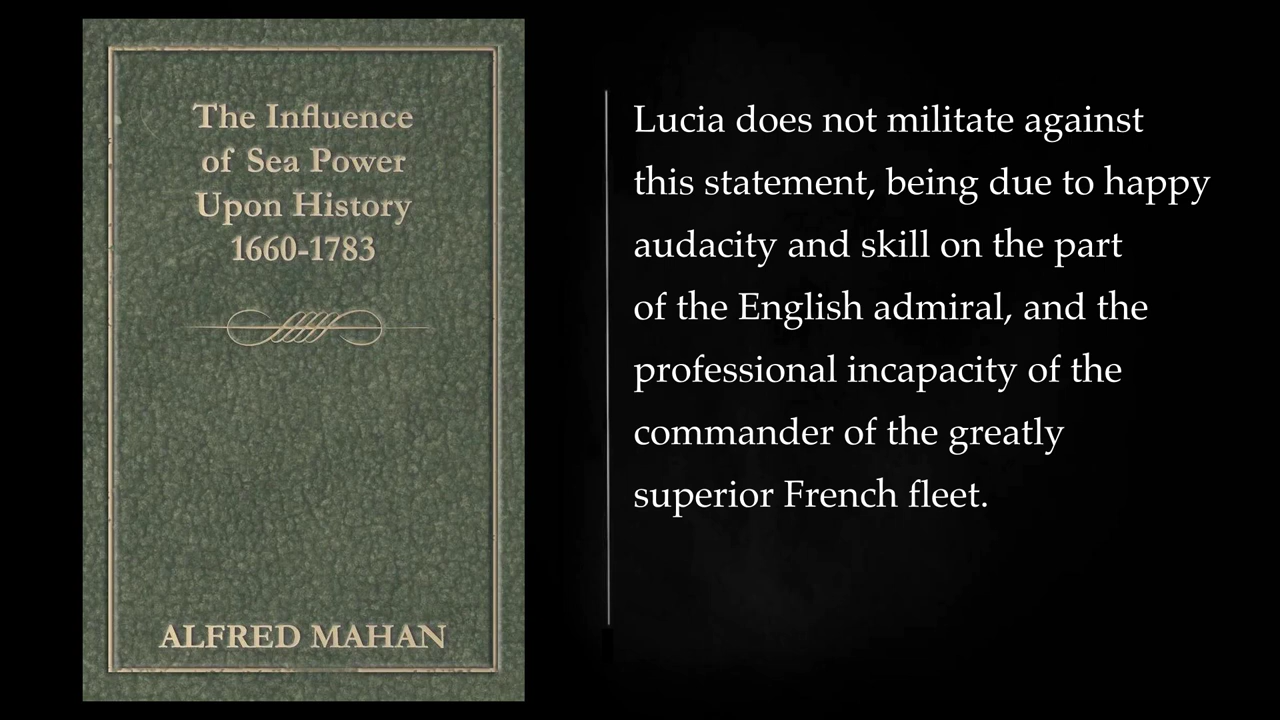 The Influence
of Sea Power
Upon History
1660-1783
ALFRED MAHAN
Lucia does not militate against
this statement, being due to happy
audacity and skill on the part
of the English admiral, and the
professional incapacity of the
commander of the greatly
superior French fleet.